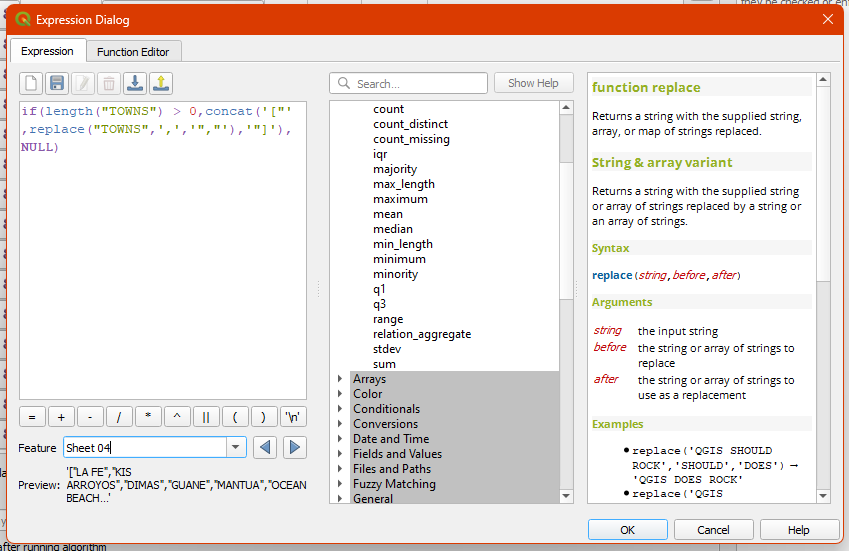 they be checked or en
Expression Dialog
Expression
Function Editor
Search...
Show Help
if(length("TOWNS") > 0,concat('["'
,replace("TOWNS",',','","'),'"]'),
NULL)
count
count_distinct
count_missing
iqr
majority
max_length
maximum
mean
median
min_length
minimum
minority
q1
q3
range
relation_aggregate
stdev
sum
Arrays
Color
Conditionals
Conversions
Date and Time
Fields and Values
Files and Paths
Fuzzy Matching
General
function replace
Returns a string with the supplied string,
array, or map of strings replaced.
String & array variant
Returns a string with the supplied string
or array of strings replaced by a string or
an array of strings.
Syntax
replace(string,before,after)
Arguments
string the input string
before the string or array of strings to
replace
after the string or array of strings to
use as a replacement
Examples
• replace('QGIS SHOULD
ROCK','SHOULD','DOES') →
'QGIS DOES ROCK'
• replace('QGIS
= + - / * ^ || ( ) '\n'
Feature Sheet 04
Preview: '["LA FE","KIS
ARROYOS","DIMAS","GUANE","MANTUA","OCEAN
BEACH...'
OK
Cancel
Help
after running algorithm